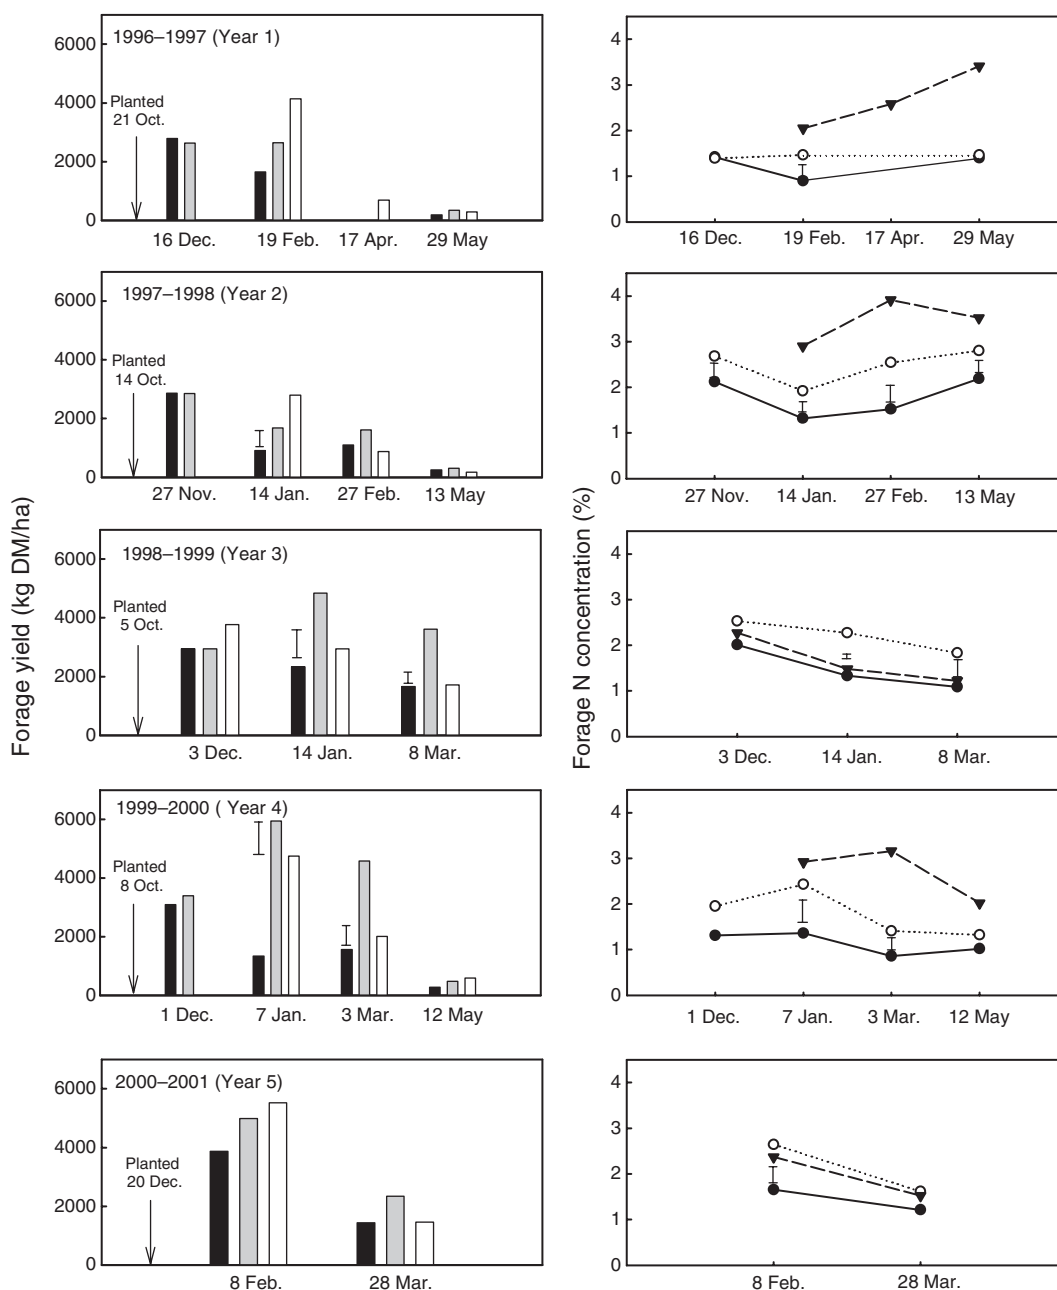 Forage yield (kg DM/ha)
Forage N concentration (%)
1996–1997 (Year 1)
6000
4000
2000
0
Planted
21 Oct.
16 Dec. 19 Feb. 17 Apr. 29 May
4
3
2
1
0
16 Dec. 19 Feb. 17 Apr. 29 May
1997–1998 (Year 2)
6000
4000
2000
0
Planted
14 Oct.
27 Nov. 14 Jan. 27 Feb. 13 May
4
3
2
1
0
27 Nov. 14 Jan. 27 Feb. 13 May
1998–1999 (Year 3)
6000
4000
2000
0
Planted
5 Oct.
3 Dec. 14 Jan. 8 Mar.
4
3
2
1
0
3 Dec. 14 Jan. 8 Mar.
1999–2000 ( Year 4)
6000
4000
2000
0
Planted
8 Oct.
1 Dec. 7 Jan. 3 Mar. 12 May
4
3
2
1
0
1 Dec. 7 Jan. 3 Mar. 12 May
2000–2001 (Year 5)
6000
4000
2000
0
Planted
20 Dec.
8 Feb. 28 Mar.
4
3
2
1
0
8 Feb. 28 Mar.